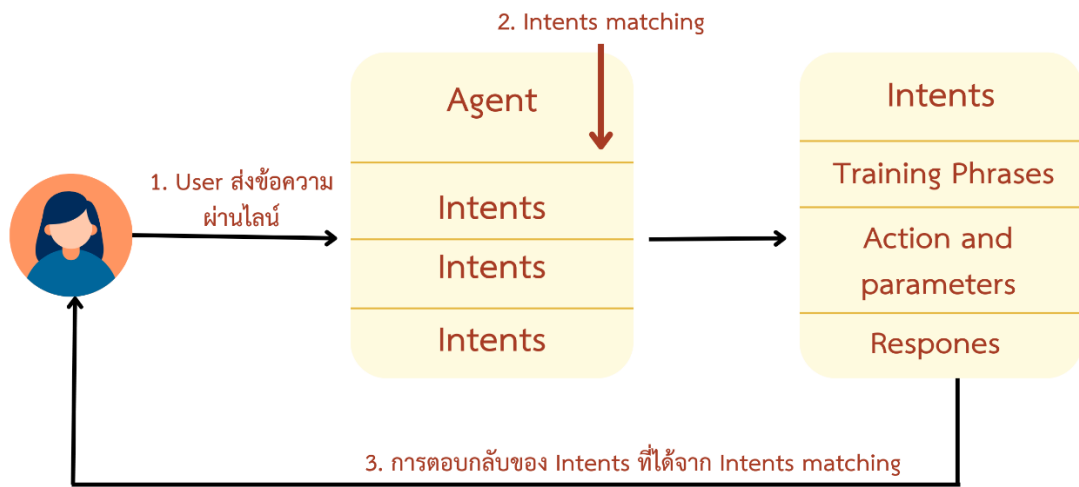 2. Intents matching
Agent
Intents
Intents
Intents
1. User ส่งข้อความ
ผ่านไลน์
Intents
Training Phrases
Action and
parameters
Respones
3. การตอบกลับของ Intents ที่ได้จาก Intents matching